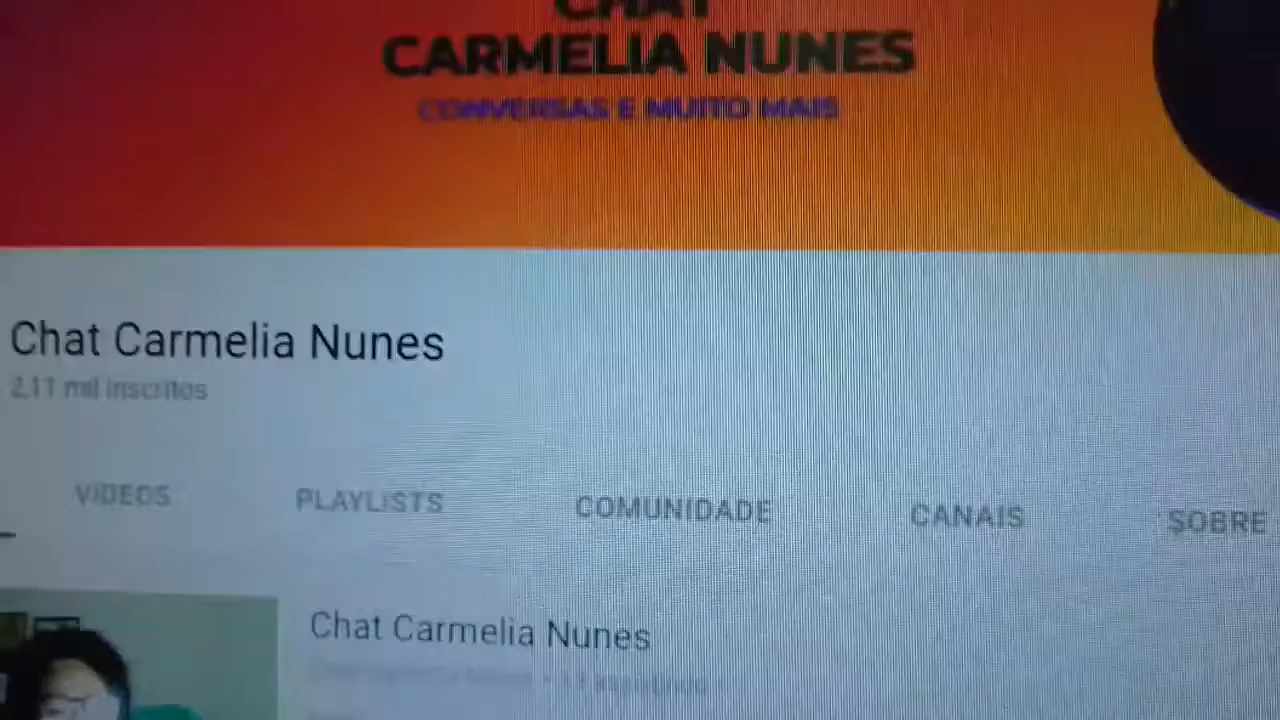 CHAT
CARMELIA NUNES
CONVERSAS E MUITO MAIS
Chat Carmelia Nunes
2,11 mil inscritos
VÍDEOS
PLAYLISTS
COMUNIDADE
CANAIS
SOBRE
Chat Carmelia Nunes